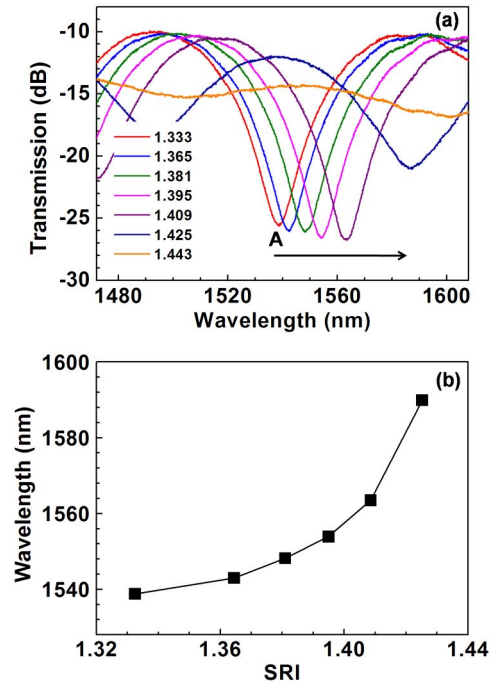 (a)
-10
-15
-20
-25
-30
Transmission (dB)
1.333
1.365
1.381
1.395
1.409
1.425
1.443
A
1480 1520 1560 1600
Wavelength (nm)
(b)
1600
1580
1560
1540
Wavelength (nm)
1.32 1.36 1.40 1.44
SRI